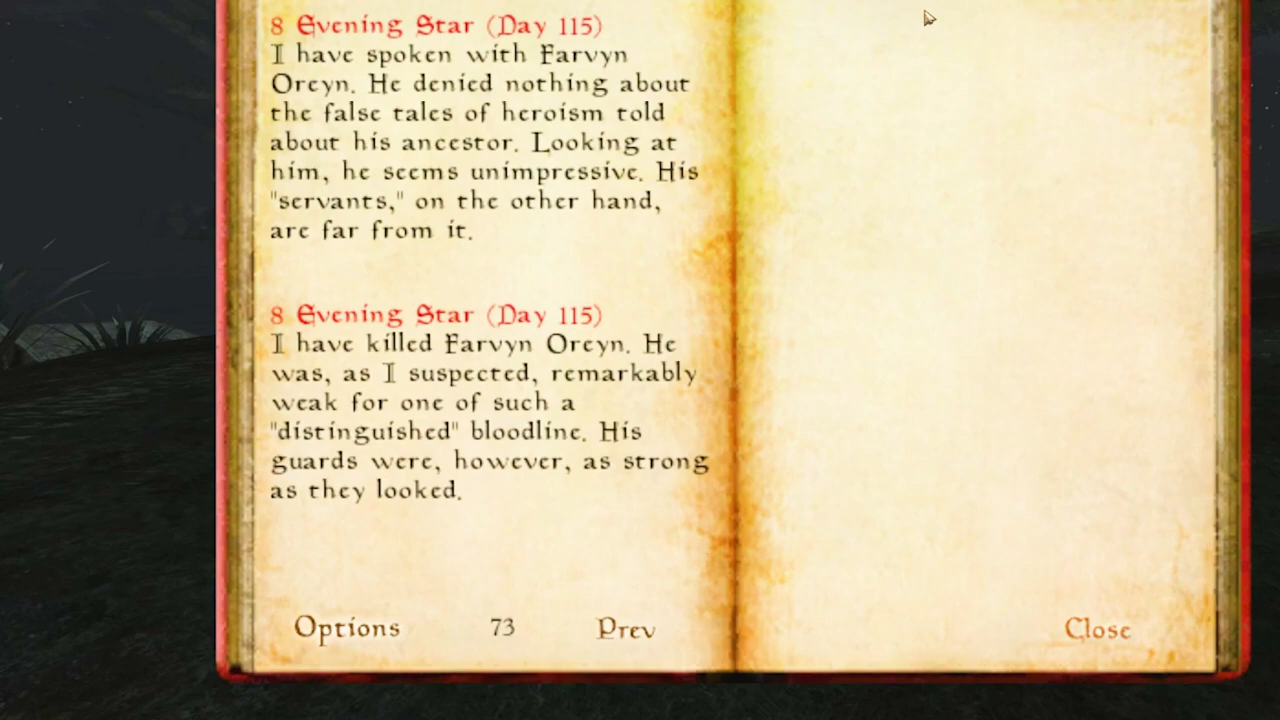 8 Evening Star (Day 115)
I have spoken with Farvyn
Oreyn. He denied nothing about
the false tales of heroism told
about his ancestor. Looking at
him, he seems unimpressive. His
"servants," on the other hand,
are far from it.
8 Evening Star (Day 115)
I have killed Farvyn Oreyn. He
was, as I suspected, remarkably
weak for one of such a
"distinguished" bloodline. His
guards were, however, as strong
as they looked.
Options 73 Prev Close